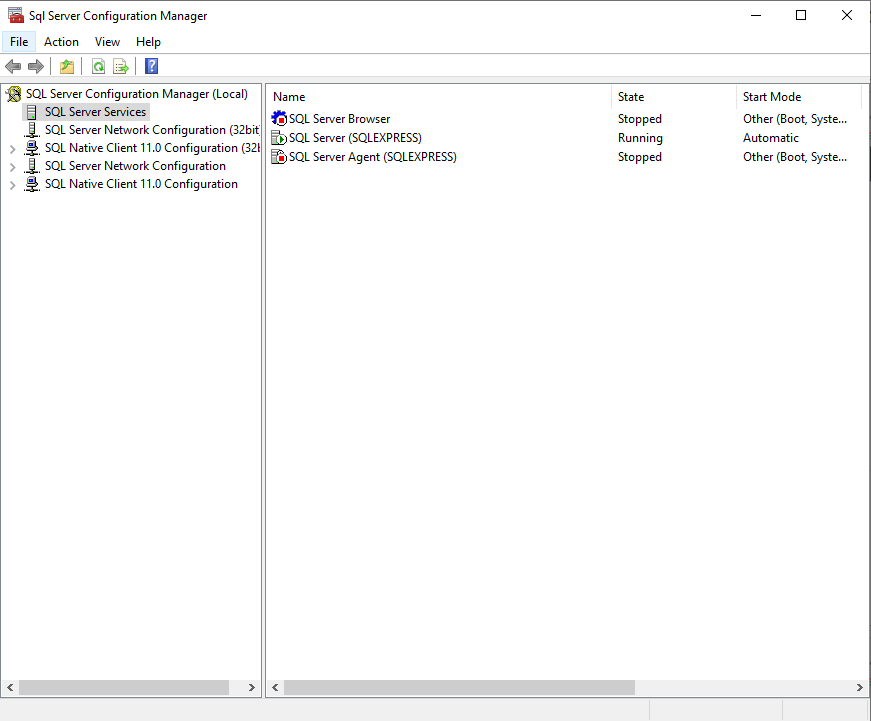 Sql Server Configuration Manager
File Action View Help
SQL Server Configuration Manager (Local)
SQL Server Services
SQL Server Network Configuration (32bit
SQL Native Client 11.0 Configuration (32
SQL Server Network Configuration
SQL Native Client 11.0 Configuration
Name State Start Mode
SQL Server Browser Stopped Other (Boot, Syste...
SQL Server (SQLEXPRESS) Running Automatic
SQL Server Agent (SQLEXPRESS) Stopped Other (Boot, Syste...